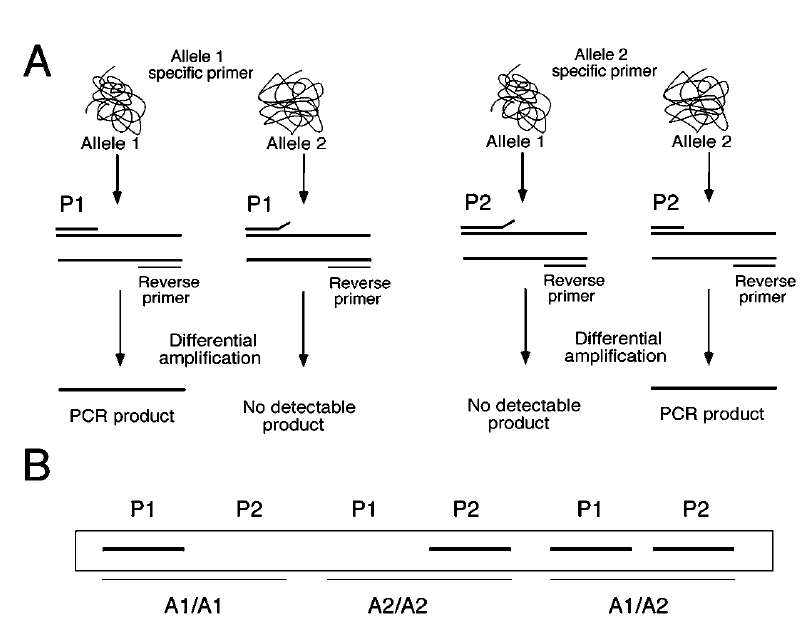 A
Allele 1
specific primer
Allele 2
specific primer
Allele 1
Allele 2
Allele 1
Allele 2
P1
P1
P2
P2
Reverse
primer
Reverse
primer
Reverse
primer
Reverse
primer
Differential
amplification
Differential
amplification
PCR product
No detectable
product
No detectable
product
PCR product
B
P1
P2
P1
P2
P1
P2
A1/A1
A2/A2
A1/A2